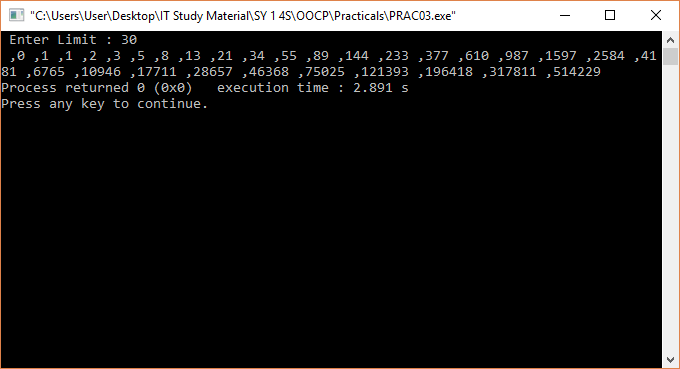 "C:\Users\User\Desktop\IT Study Material\SY 1 4S\OOCP\Practicals\PRAC03.exe"
Enter Limit : 30
,0 ,1 ,1 ,2 ,3 ,5 ,8 ,13 ,21 ,34 ,55 ,89 ,144 ,233 ,377 ,610 ,987 ,1597 ,2584 ,41
81 ,6765 ,10946 ,17711 ,28657 ,46368 ,75025 ,121393 ,196418 ,317811 ,514229
Process returned 0 (0x0)   execution time : 2.891 s
Press any key to continue.